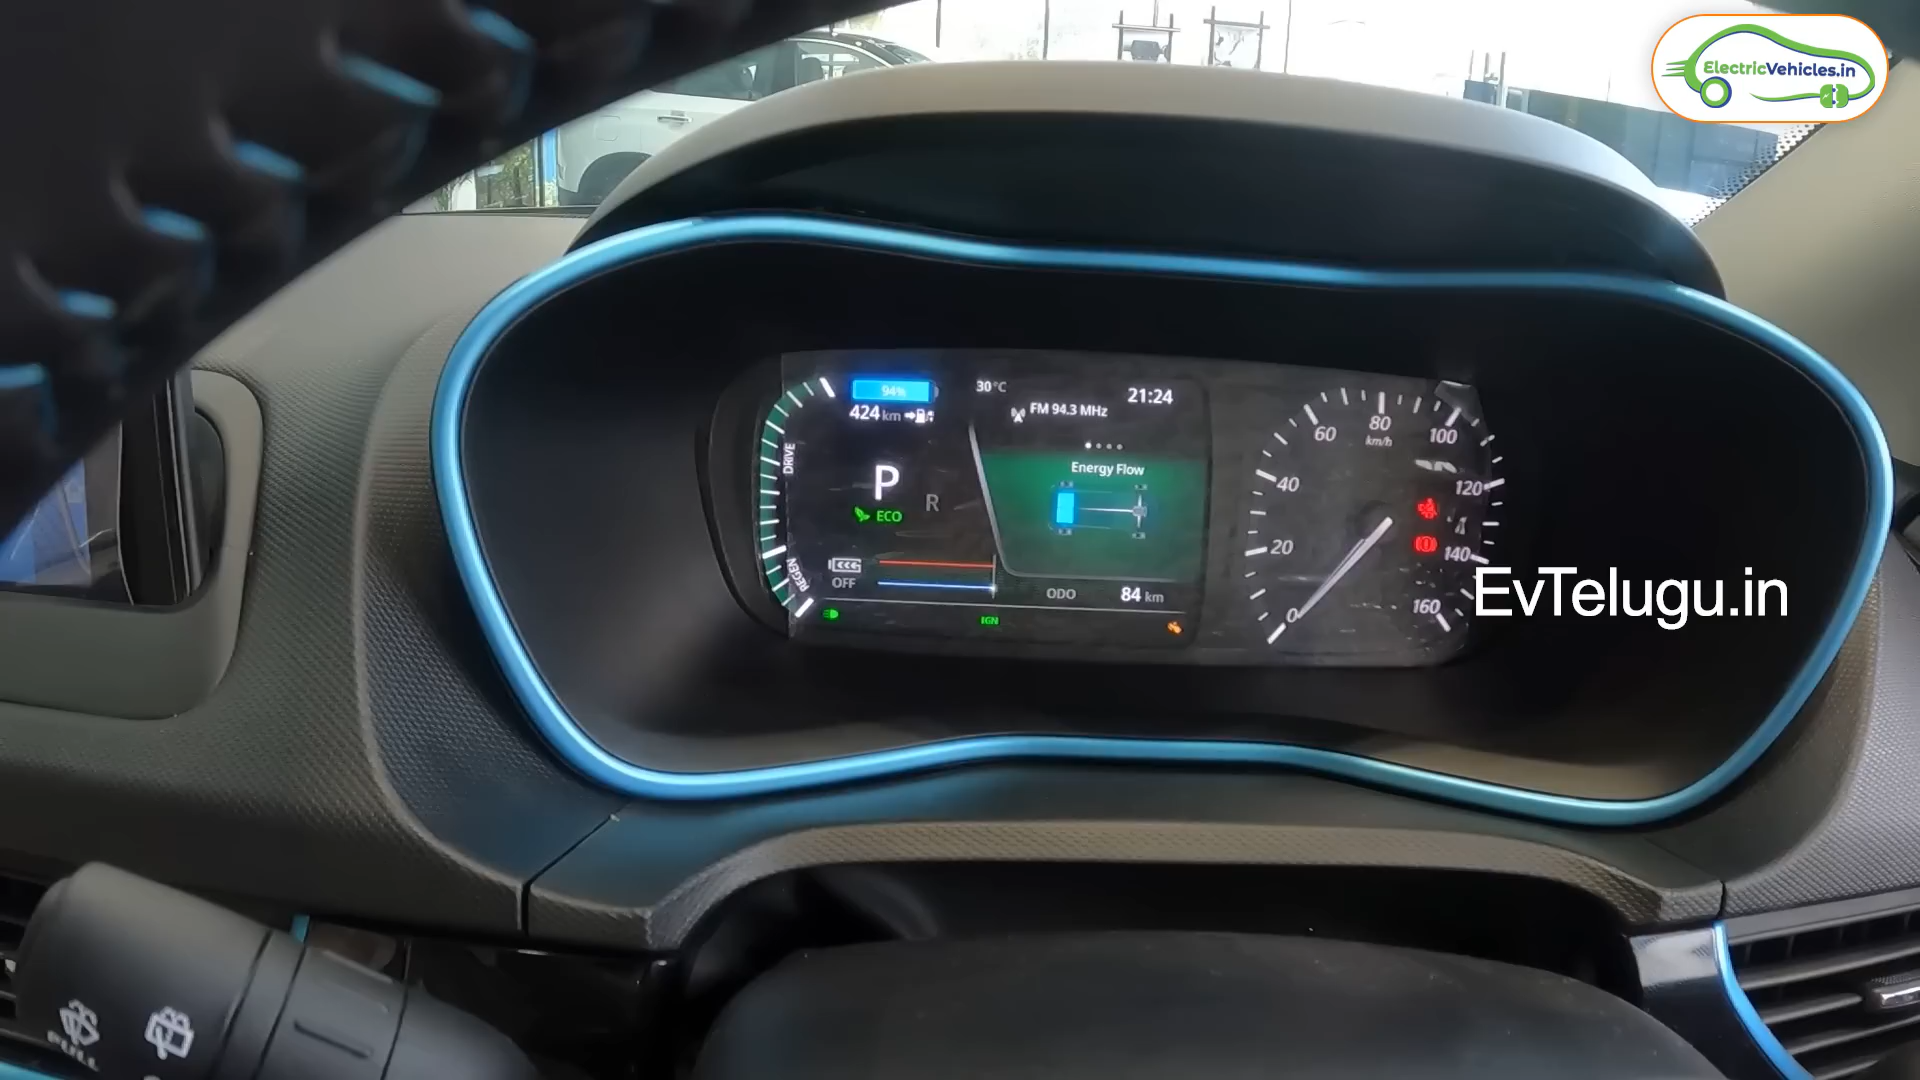 ElectricVehicles.in
94%
30°C
21:24
424 km
FM 94.3 MHz
DRIVE
P
R
ECO
Energy Flow
REGEN
OFF
ODO 84 km
IGN
0
20
40
60
80
km/h
100
120
140
160
EvTelugu.in
PULL